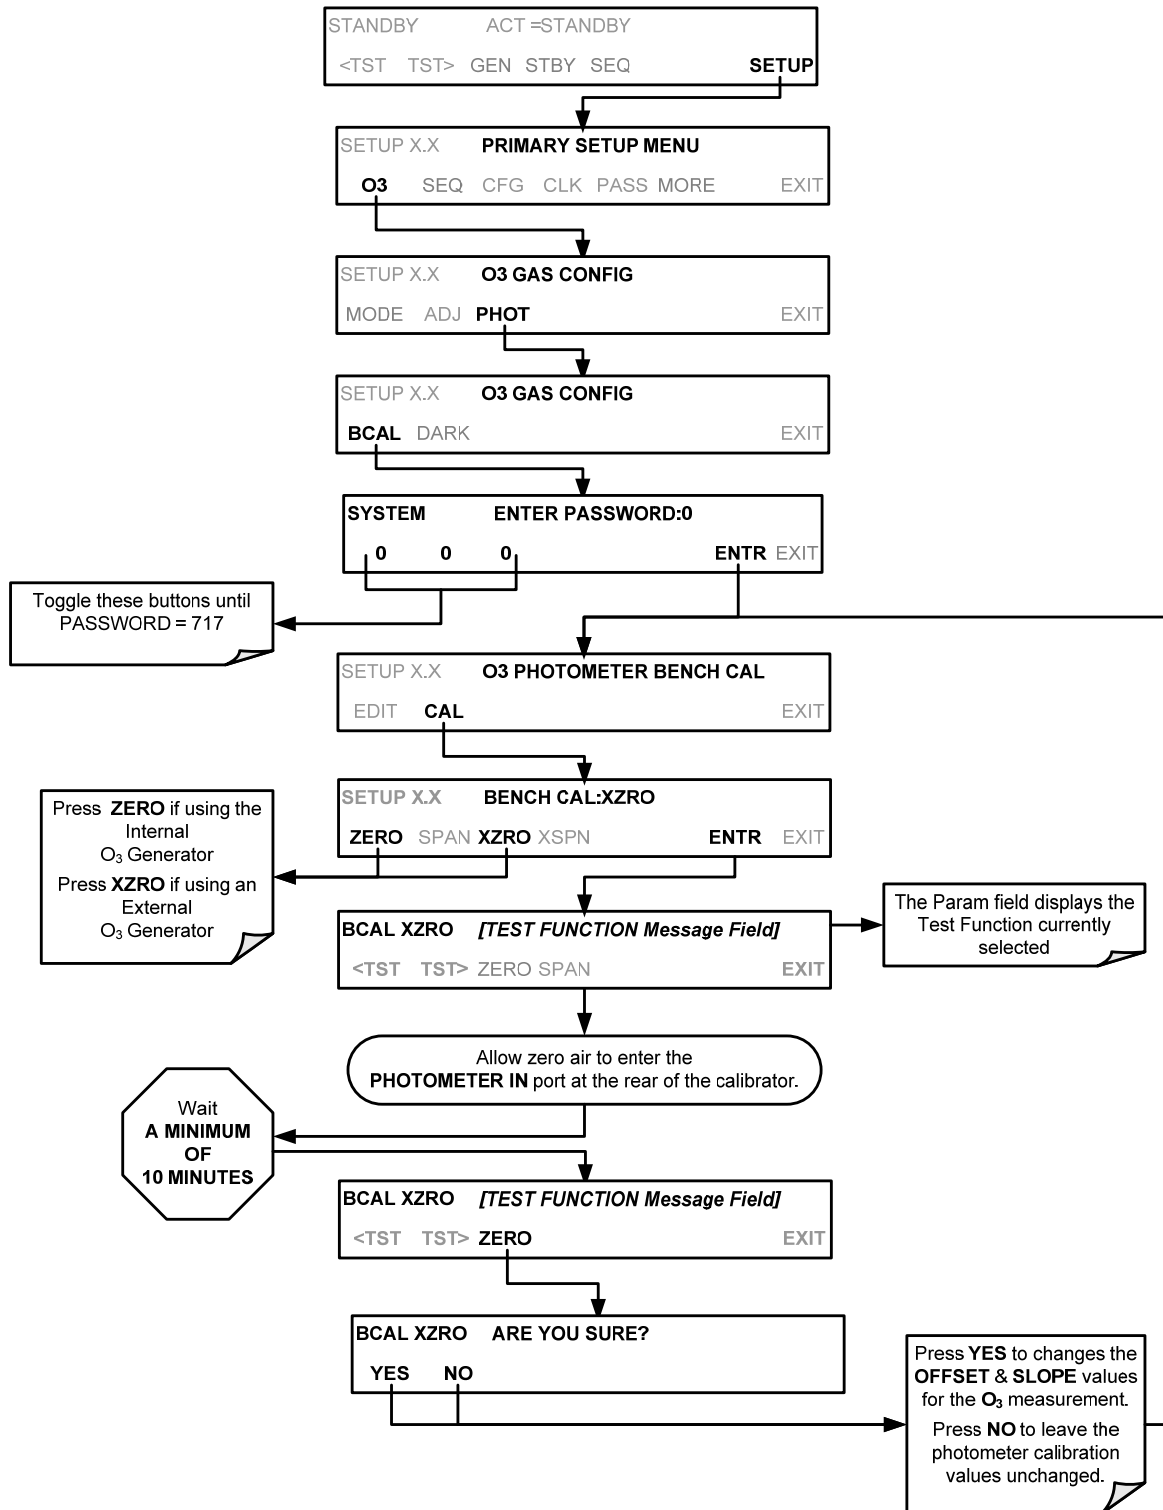 STANDBY ACT =STANDBY
<TST TST> GEN STBY SEQ SETUP
SETUP X.X PRIMARY SETUP MENU
O3 SEQ CFG CLK PASS MORE EXIT
SETUP X.X O3 GAS CONFIG
MODE ADJ PHOT EXIT
SETUP X.X O3 GAS CONFIG
BCAL DARK EXIT
SYSTEM ENTER PASSWORD:0
0 0 0 ENTR EXIT
Toggle these buttons until
PASSWORD = 717
SETUP X.X O3 PHOTOMETER BENCH CAL
EDIT CAL EXIT
SETUP X.X BENCH CAL:XZRO
ZERO SPAN XZRO XSPN ENTR EXIT
Press ZERO if using the
Internal
O3 Generator
Press XZRO if using an
External
O3 Generator
BCAL XZRO [TEST FUNCTION Message Field]
<TST TST> ZERO SPAN EXIT
The Param field displays the
Test Function currently
selected
Allow zero air to enter the
PHOTOMETER IN port at the rear of the calibrator.
Wait
A MINIMUM
OF
10 MINUTES
BCAL XZRO [TEST FUNCTION Message Field]
<TST TST> ZERO EXIT
BCAL XZRO ARE YOU SURE?
YES NO
Press YES to changes the
OFFSET & SLOPE values
for the O3 measurement.
Press NO to leave the
photometer calibration
values unchanged.